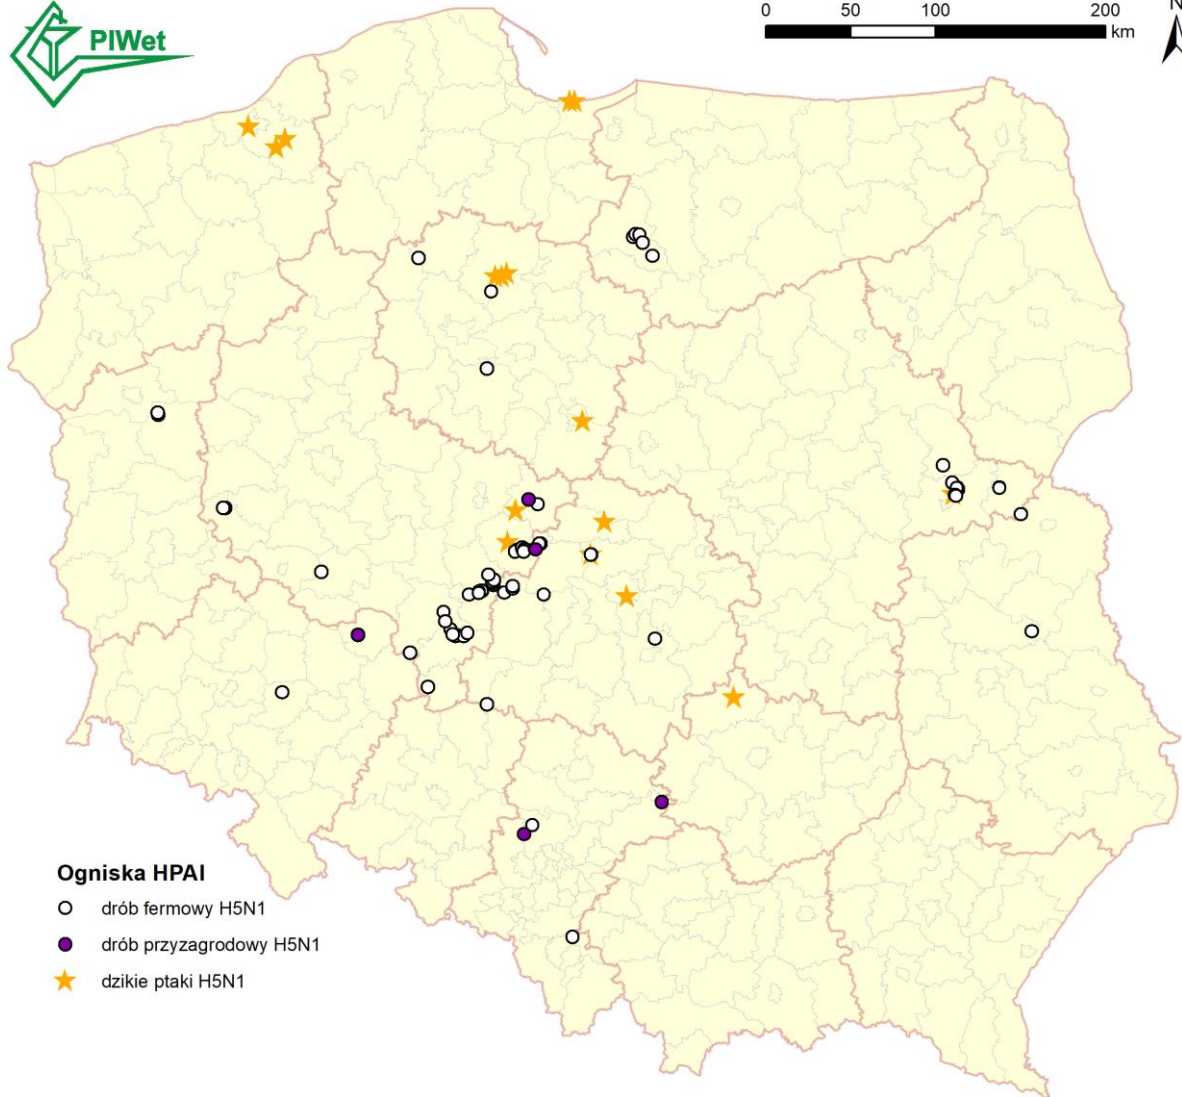 PIWet
0 50 100 200
km
N
Ogniska HPAI
drób fermowy H5N1
drób przyzagrodowy H5N1
dzikie ptaki H5N1